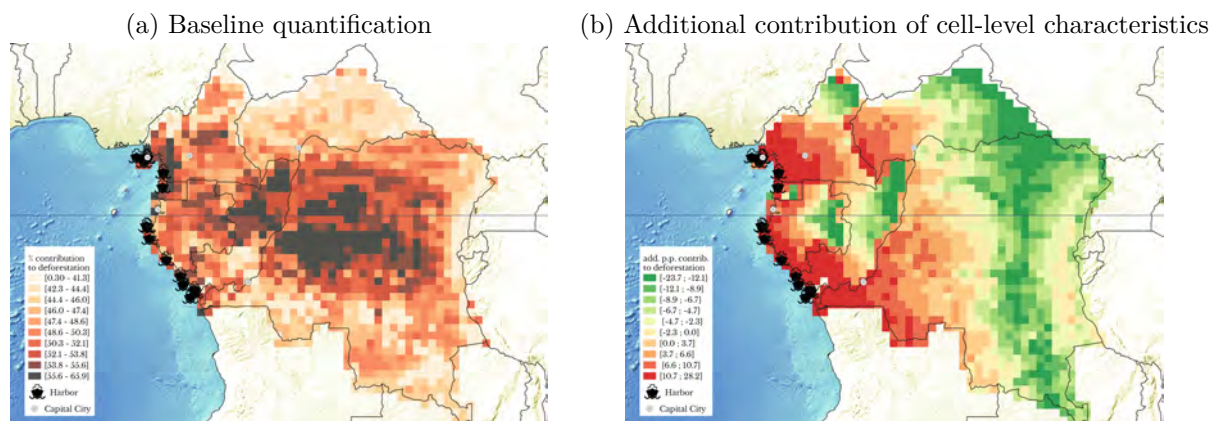 (a) Baseline quantification
(b) Additional contribution of cell-level characteristics
% contribution
to deforestation
[0.30 - 41.3]
[42.3 - 44.4]
[44.4 - 46.0]
[46.0 - 47.4]
[47.4 - 48.6]
[48.6 - 50.3]
[50.3 - 52.1]
[52.1 - 53.8]
[53.8 - 55.6]
[55.6 - 65.9]
Harbor
Capital City
add. p.p. contrib.
to deforestation
[-23.7 ; -12.1]
[-12.1 ; -8.9]
[-8.9 ; -6.7]
[-6.7 ; -4.7]
[-4.7 ; -2.3]
[-2.3 ; 0.0]
[0.0 ; 3.7]
[3.7 ; 6.6]
[6.6 ; 10.7]
[10.7 ; 28.2]
Harbor
Capital City